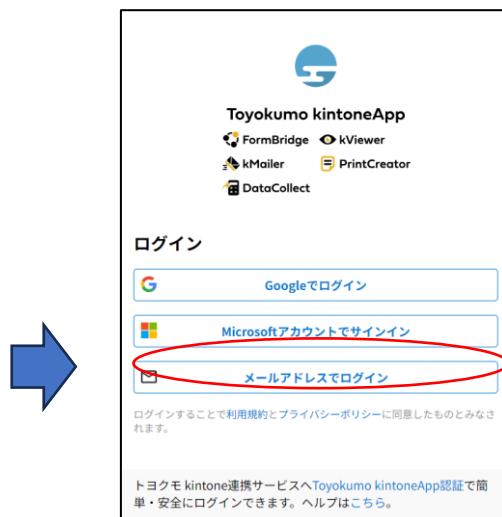 Toyokumo kintoneApp
FormBridge kViewer
kMailer PrintCreator
DataCollect
ログイン
Googleでログイン
Microsoftアカウントでサインイン
メールアドレスでログイン
ログインすることで利用規約とプライバシーポリシーに同意したものとみなさ
れます。
トヨクモ kintone連携サービスへToyokumo kintoneApp認証で簡
単・安全にログインできます。ヘルプはこちら。